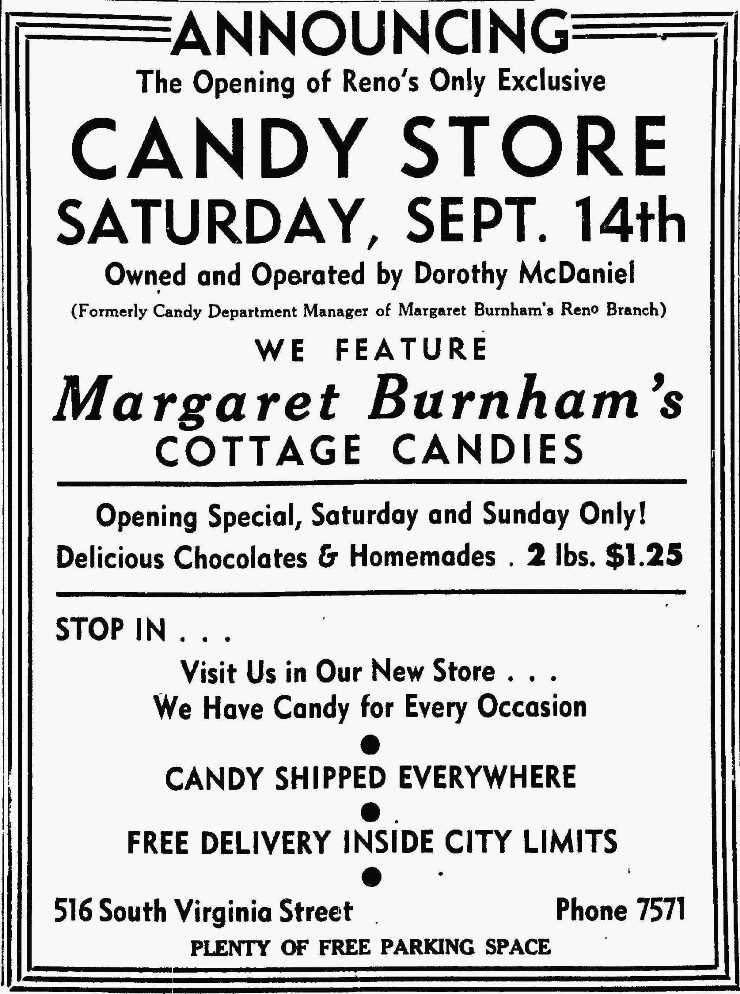 ANNOUNCING
The Opening of Reno's Only Exclusive
CANDY STORE
SATURDAY, SEPT. 14th
Owned and Operated by Dorothy McDaniel
(Formerly Candy Department Manager of Margaret Burnham's Reno Branch)
WE FEATURE
Margaret Burnham's
COTTAGE CANDIES
Opening Special, Saturday and Sunday Only!
Delicious Chocolates & Homemades . 2 lbs. $1.25
STOP IN . . .
Visit Us in Our New Store . . .
We Have Candy for Every Occasion
CANDY SHIPPED EVERYWHERE
FREE DELIVERY INSIDE CITY LIMITS
516 South Virginia Street Phone 7571
PLENTY OF FREE PARKING SPACE